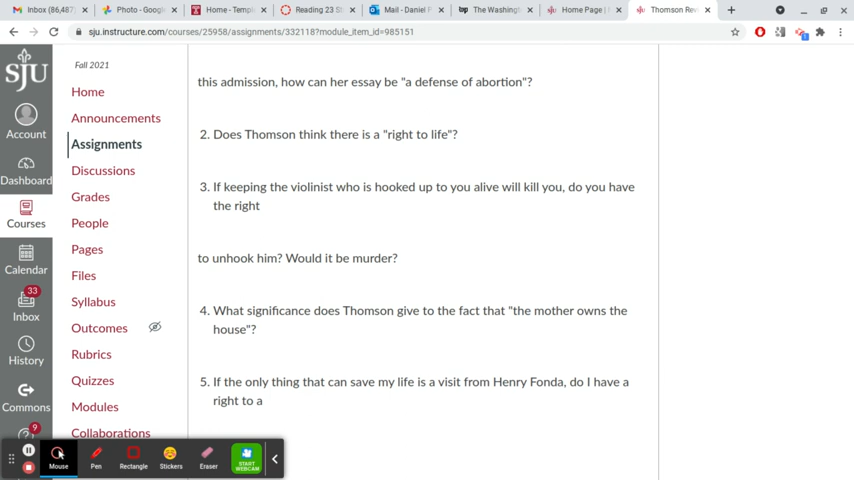 Inbox (86,487)
Photo - Googl
Home - Templ
Reading 23 S
Mail - Daniel P
The Washingt
Home Page |
Thomson Rev
sju.instructure.com/courses/25958/assignments/332118?module_item_id=985151
SJU
Account
Dashboard
Courses
Calendar
33
Inbox
History
Commons
9
Fall 2021
Home
Announcements
Assignments
Discussions
Grades
People
Pages
Files
Syllabus
Outcomes
Rubrics
Quizzes
Modules
Collaborations
this admission, how can her essay be "a defense of abortion"?
2. Does Thomson think there is a "right to life"?
3. If keeping the violinist who is hooked up to you alive will kill you, do you have
the right
to unhook him? Would it be murder?
4. What significance does Thomson give to the fact that "the mother owns the
house"?
5. If the only thing that can save my life is a visit from Henry Fonda, do I have a
right to a
Mouse
Pen
Rectangle
Stickers
Eraser
START
WEBCAM